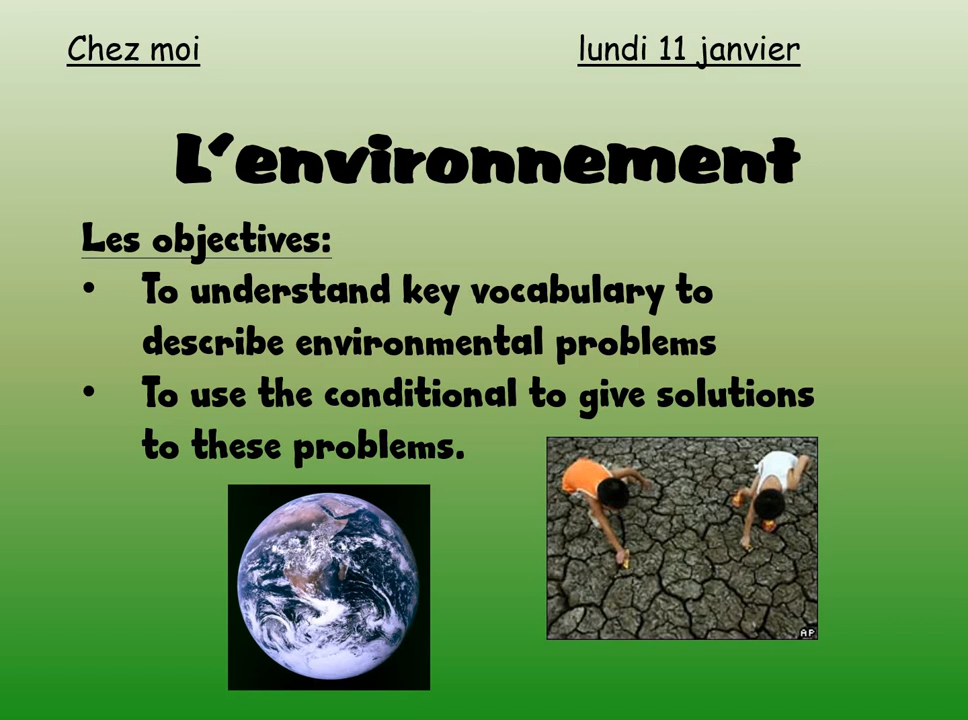 Chez moi
lundi 11 janvier
L'environnement
Les objectives:
• To understand key vocabulary to
describe environmental problems
• To use the conditional to give solutions
to these problems.
AP